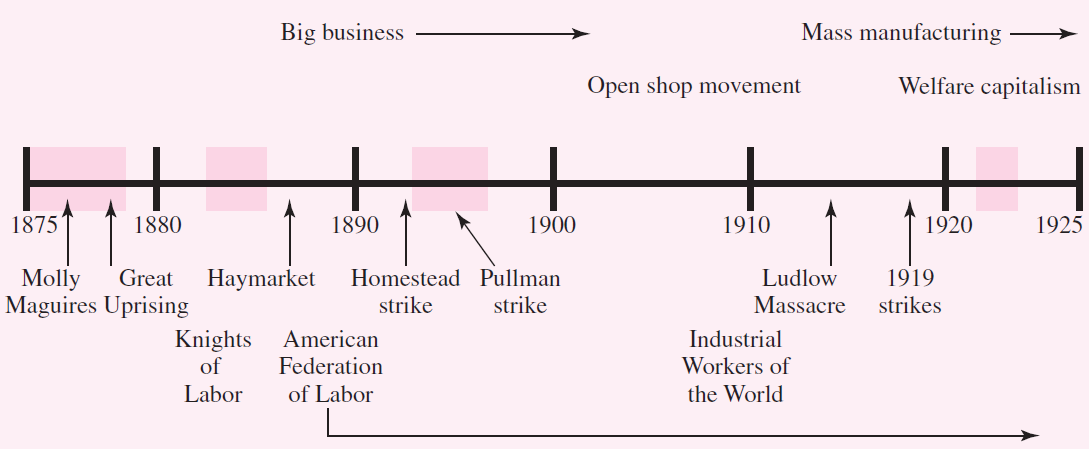 Big business
Mass manufacturing
Open shop movement
Welfare capitalism
1875
1880
1890
1900
1910
1920
1925
Molly
Maguires
Great
Uprising
Haymarket
Homestead
strike
Pullman
strike
Ludlow
Massacre
1919
strikes
Knights
of
Labor
American
Federation
of Labor
Industrial
Workers of
the World